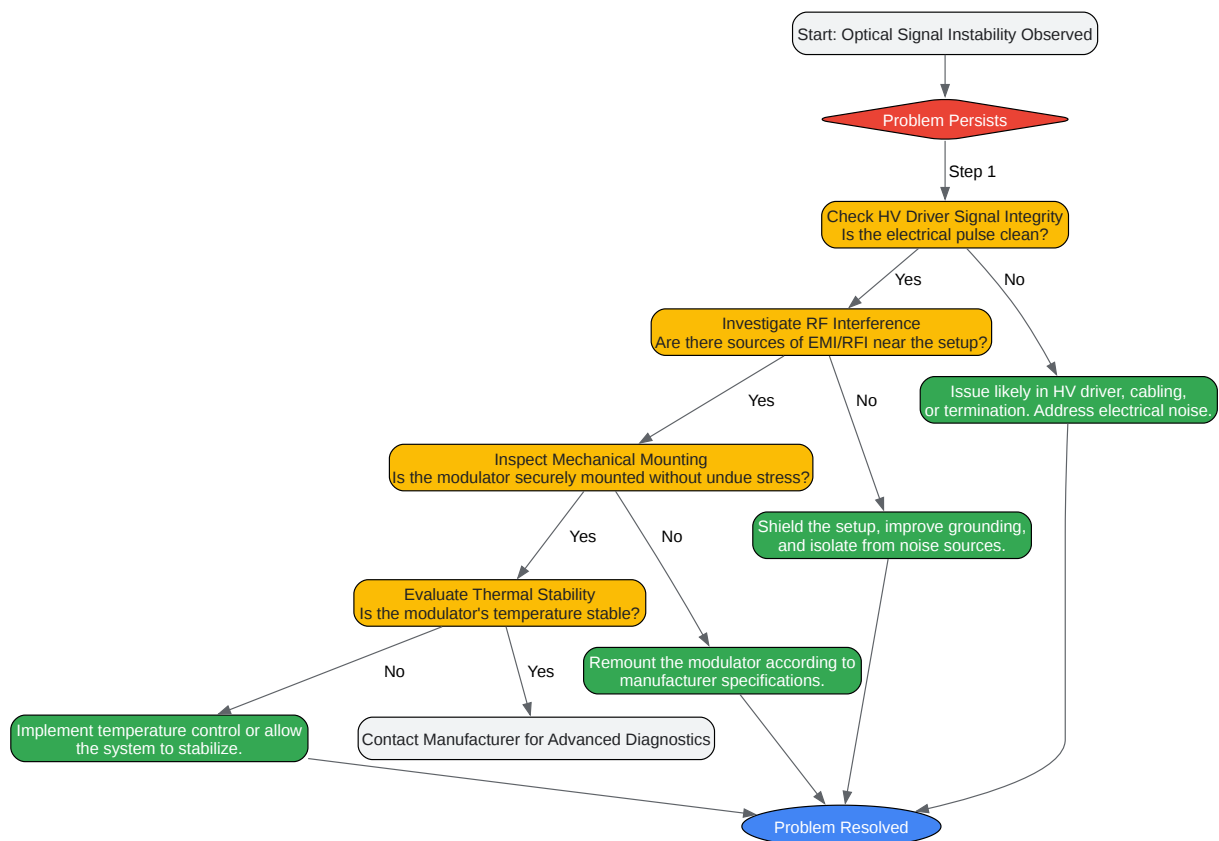 Start: Optical Signal Instability Observed
Problem Persists
Step 1
Check HV Driver Signal Integrity
Is the electrical pulse clean?
Yes
No
Investigate RF Interference
Are there sources of EMI/RFI near the setup?
Issue likely in HV driver, cabling,
or termination. Address electrical noise.
Yes
No
Inspect Mechanical Mounting
Is the modulator securely mounted without undue stress?
Shield the setup, improve grounding,
and isolate from noise sources.
Yes
No
Evaluate Thermal Stability
Is the modulator's temperature stable?
Remount the modulator according to
manufacturer specifications.
No
Yes
Implement temperature control or allow
the system to stabilize.
Contact Manufacturer for Advanced Diagnostics
Problem Resolved